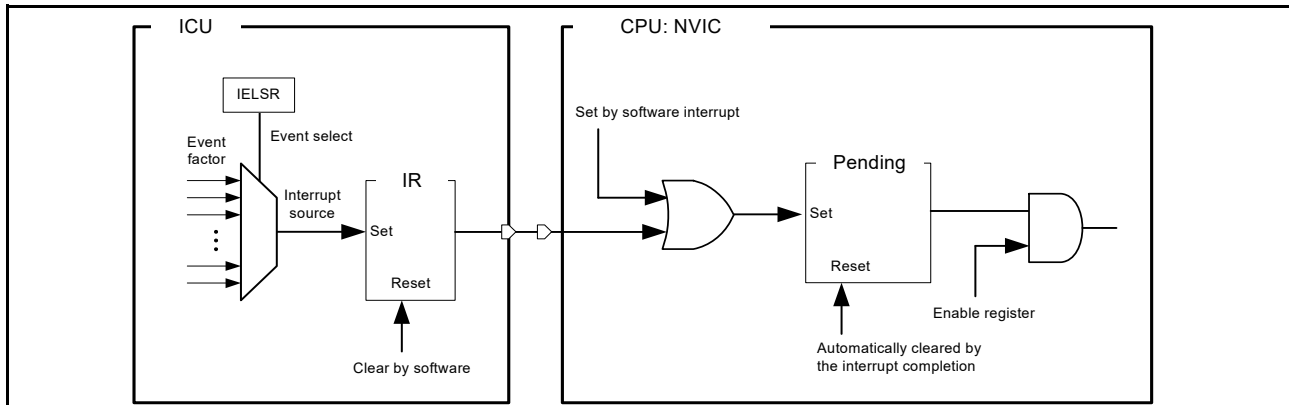 ICU
CPU: NVIC
IELSR
Event select
Event
factor
Interrupt
source
IR
Set
Reset
Clear by software
Set by software interrupt
Pending
Set
Reset
Enable register
Automatically cleared by
the interrupt completion